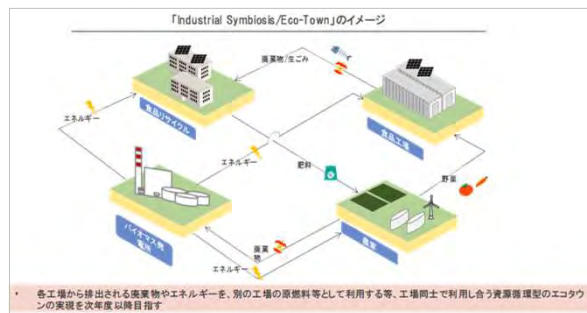 「Industrial Symbiosis/Eco-Town」のイメージ
廃棄物/生ごみ
食品リサイクル
食品工場
エネルギー
エネルギー
肥料
野菜
バイオマス発
電所
農家
廃棄
物
エネルギー
• 各工場から排出される廃棄物やエネルギーを、別の工場の原燃料等として利用する等、工場同士で利用し合う資源循環型のエコタウ
ンの実現を次年度以降目指す